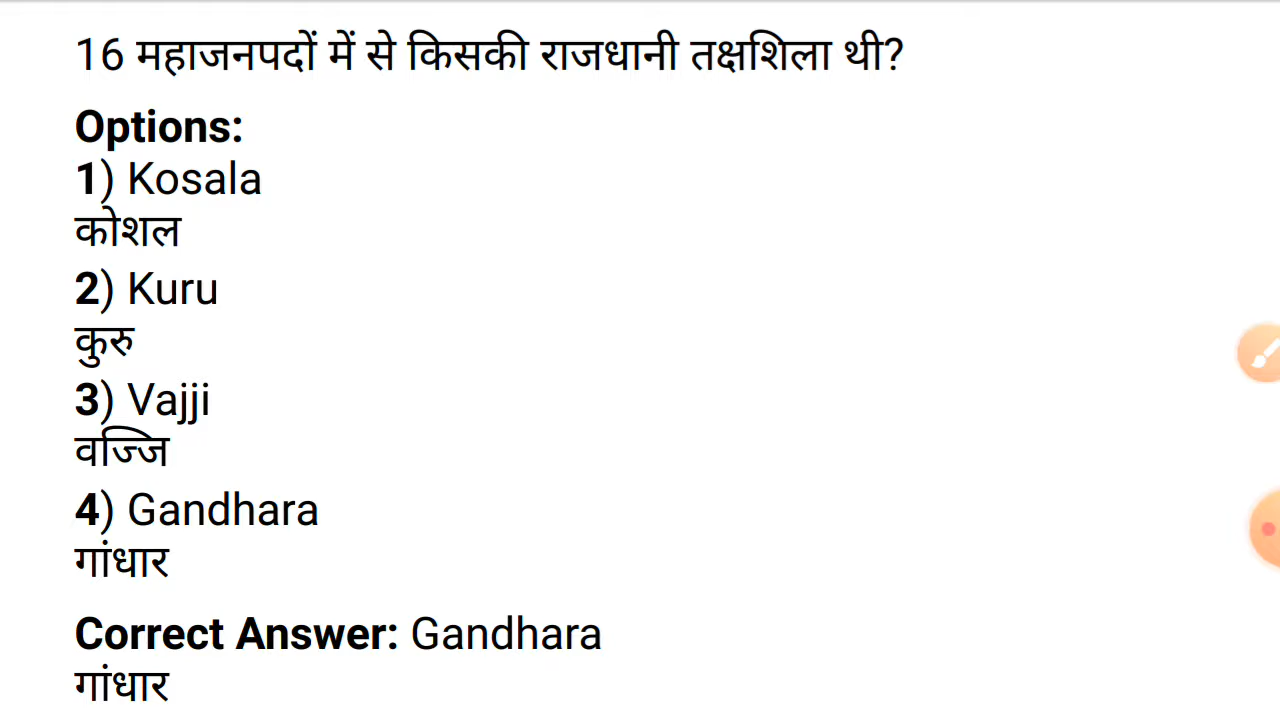 16 महाजनपदों में से किसकी राजधानी तक्षशिला थी?
Options:
1) Kosala
कोशल
2) Kuru
कुरु
3) Vajji
वज्जि
4) Gandhara
गांधार
Correct Answer: Gandhara
गांधार